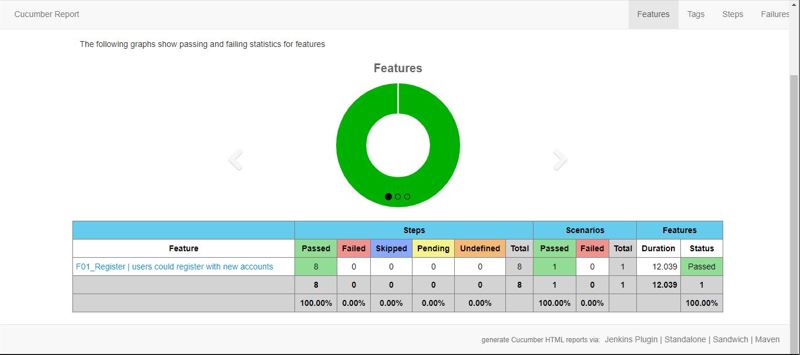 Cucumber Report Features Tags Steps Failures
The following graphs show passing and failing statistics for features
Features
Steps Scenarios Features
Feature Passed Failed Skipped Pending Undefined Total Passed Failed Total Duration Status
F01_Register | users could register with new accounts 8 0 0 0 0 8 1 0 1 12.039 Passed
8 0 0 0 0 8 1 0 1 12.039 1
100.00% 0.00% 0.00% 0.00% 0.00% 100.00% 0.00% 100.00%
generate Cucumber HTML reports via: Jenkins Plugin | Standalone | Sandwich | Maven